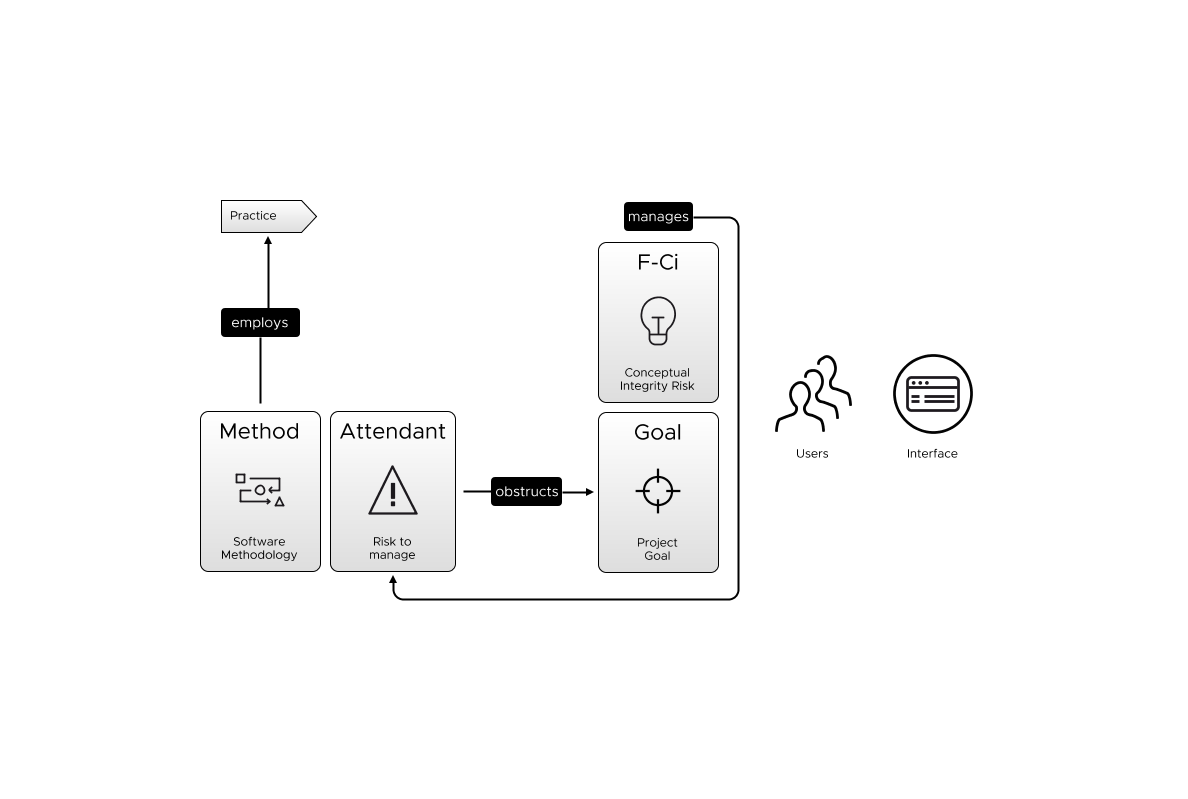 Practice
manages
F-Ci
employs
Conceptual
Integrity Risk
Method
Attendant
Goal
Users
Interface
obstructs
Software
Methodology
Risk to
manage
Project
Goal